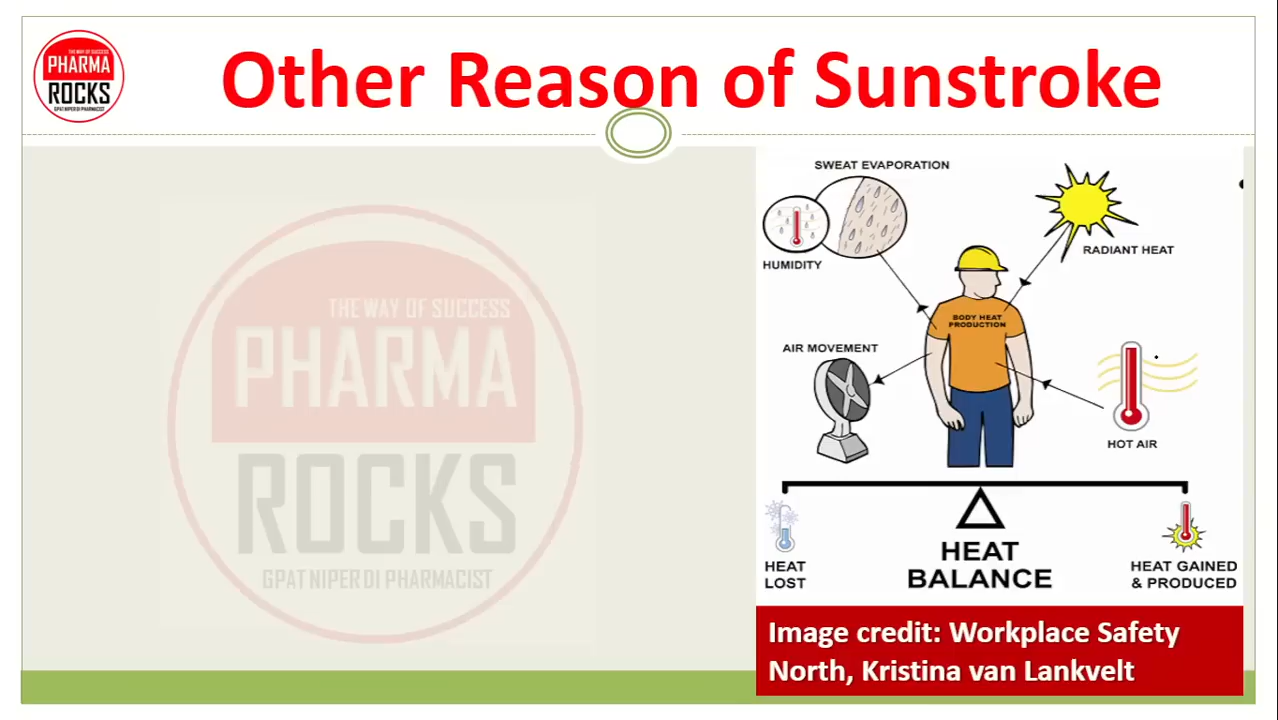 THE WAY OF SUCCESS
PHARMA
ROCKS
GPAT NIPER DI PHARMACIST
Other Reason of Sunstroke
THE WAY OF SUCCESS
PHARMA
ROCKS
GPAT NIPER DI PHARMACIST
SWEAT EVAPORATION
HUMIDITY
RADIANT HEAT
BODY HEAT
PRODUCTION
AIR MOVEMENT
HOT AIR
HEAT
LOST
HEAT
BALANCE
HEAT GAINED
& PRODUCED
Image credit: Workplace Safety
North, Kristina van Lankvelt